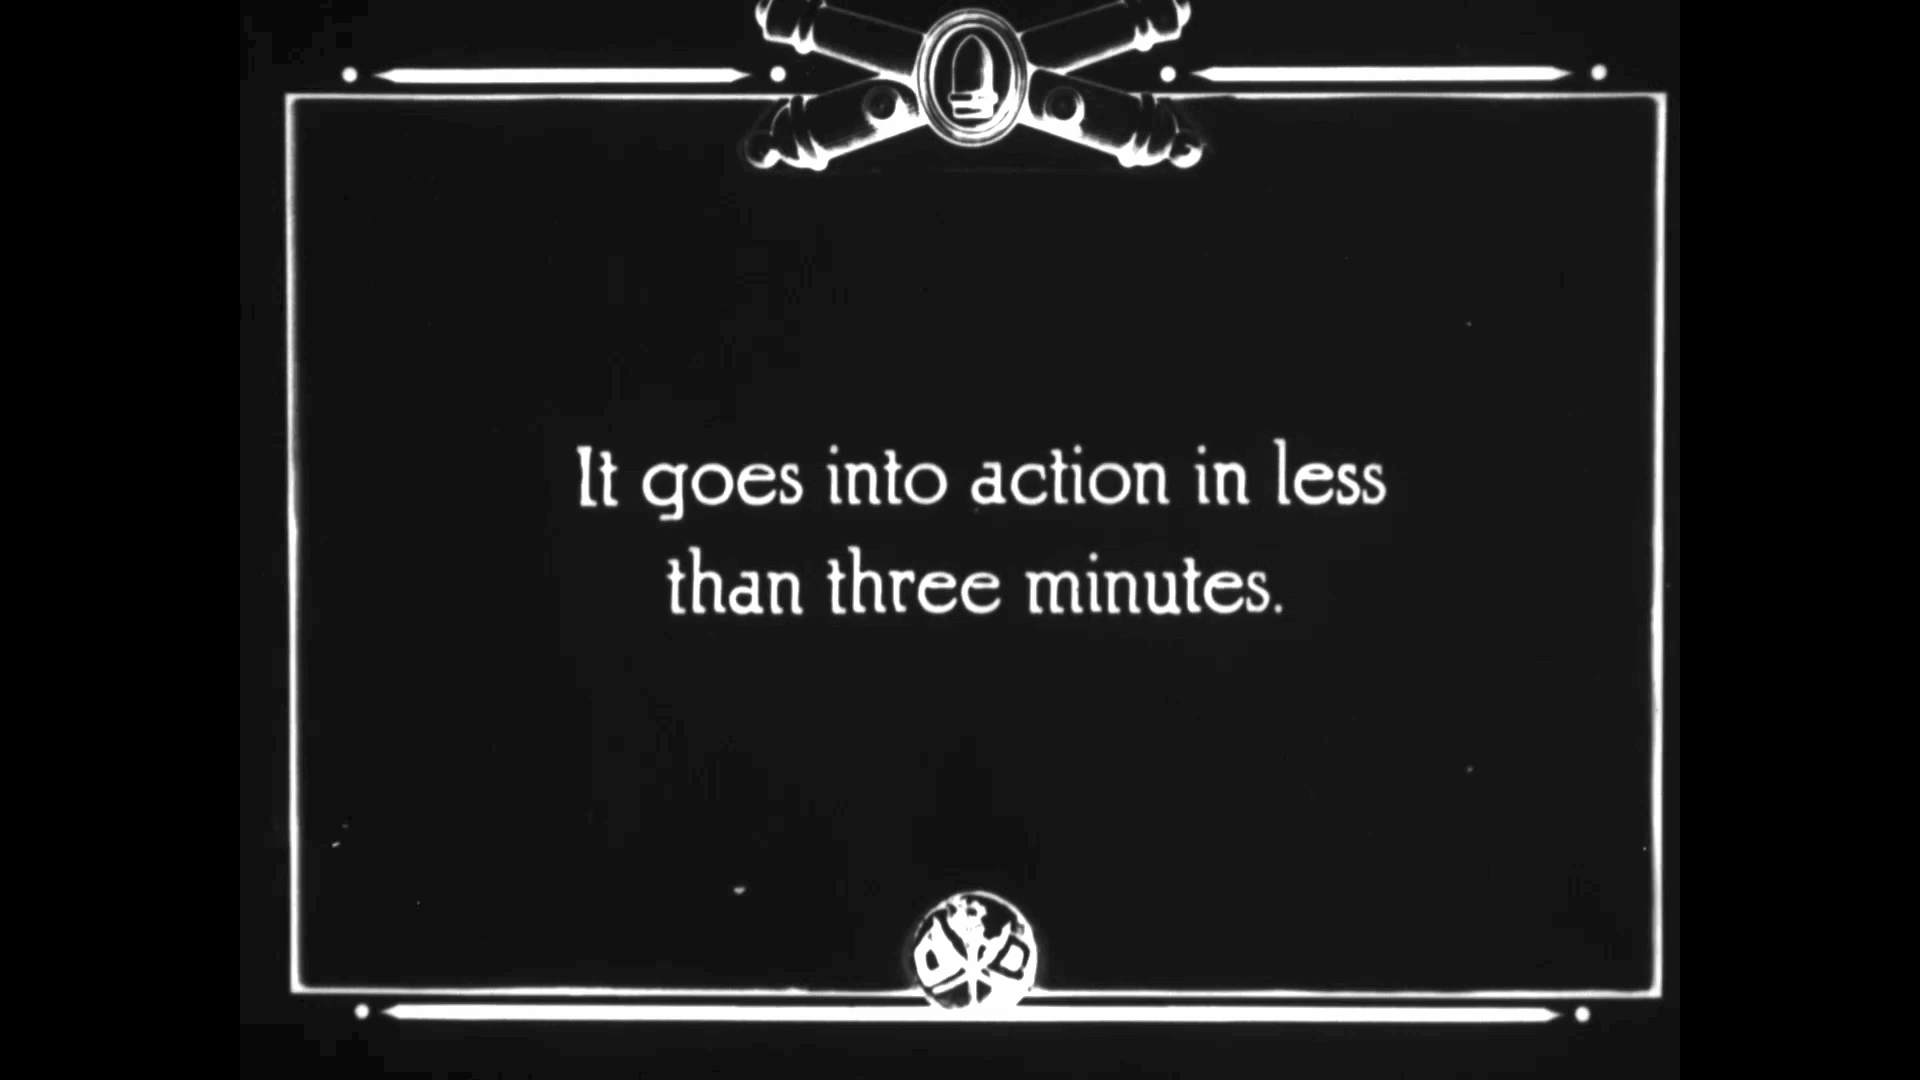 It goes into action in less
than three minutes.